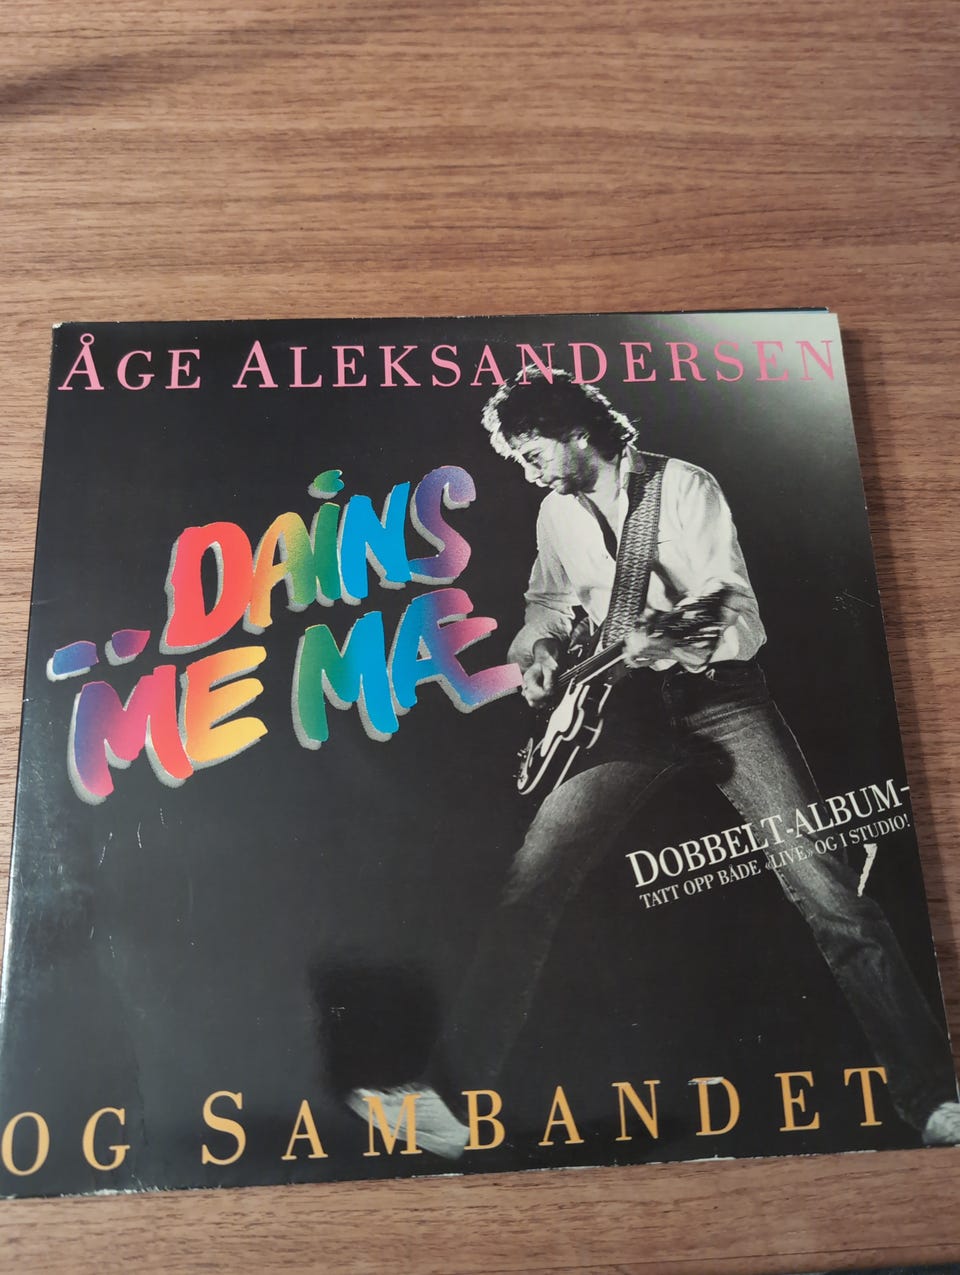 ÅGE ALEKSANDERSEN
..DAINS
ME MÆ
DOBBELT-ALBUM-
TATT OPP BÅDE «LIVE» OG I STUDIO!
OG SAMBANDET